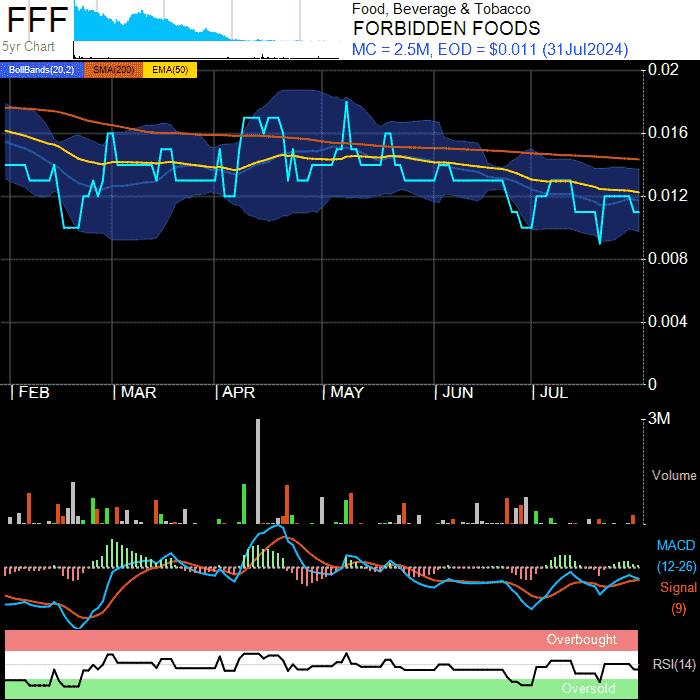 FFF
5yr Chart
Food, Beverage & Tobacco
FORBIDDEN FOODS
MC = 2.5M, EOD = $0.011 (31Jul2024)
BollBands(20,2) SMA(200) EMA(50)
0.02
0.016
0.012
0.008
0.004
0
FEB MAR APR MAY JUN JUL
3M
Volume
MACD
(12-26)
Signal
(9)
Overbought
RSI(14)
Oversold